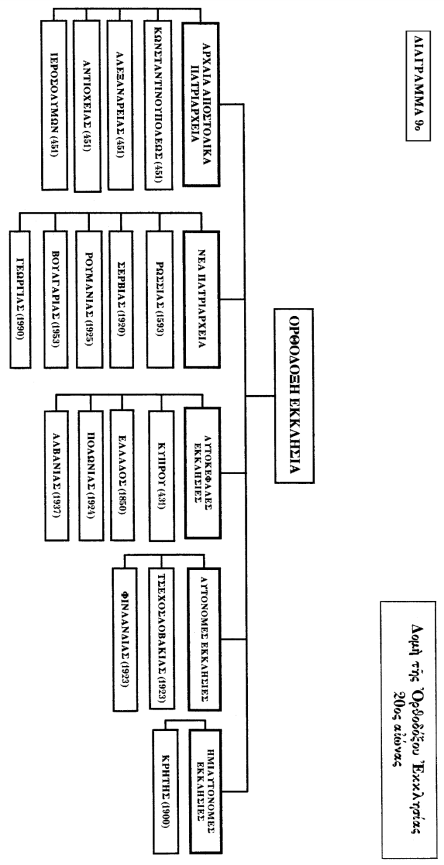 ΔΙΑΓΡΑΜΜΑ 9
Δομὴ τῆς Ὀρθοδόξου Ἐκκλησίας
20ος αἰώνας
ΟΡΘΟΔΟΞΗ ΕΚΚΛΗΣΙΑ
ΑΡΧΑΙΑ ΑΠΟΣΤΟΛΙΚΑ
ΠΑΤΡΙΑΡΧΕΙΑ
ΚΩΝΣΤΑΝΤΙΝΟΥΠΟΛΕΩΣ (451)
ΑΛΕΞΑΝΔΡΕΙΑΣ (451)
ΑΝΤΙΟΧΕΙΑΣ (451)
ΙΕΡΟΣΟΛΥΜΩΝ (451)
ΝΕΑ ΠΑΤΡΙΑΡΧΕΙΑ
ΡΩΣΣΙΑΣ (1593)
ΣΕΡΒΙΑΣ (1920)
ΡΟΥΜΑΝΙΑΣ (1925)
ΒΟΥΛΓΑΡΙΑΣ (1953)
ΓΕΩΡΓΙΑΣ (1990)
ΑΥΤΟΚΕΦΑΛΕΣ
ΕΚΚΛΗΣΙΕΣ
ΚΥΠΡΟΥ (431)
ΕΛΛΑΔΟΣ (1850)
ΠΟΛΩΝΙΑΣ (1924)
ΑΛΒΑΝΙΑΣ (1937)
ΑΥΤΟΝΟΜΕΣ ΕΚΚΛΗΣΙΕΣ
ΤΣΕΧΟΣΛΟΒΑΚΙΑΣ (1923)
ΦΙΝΛΑΝΔΙΑΣ (1923)
ΗΜΙΑΥΤΟΝΟΜΕΣ
ΕΚΚΛΗΣΙΕΣ
ΚΡΗΤΗΣ (1900)